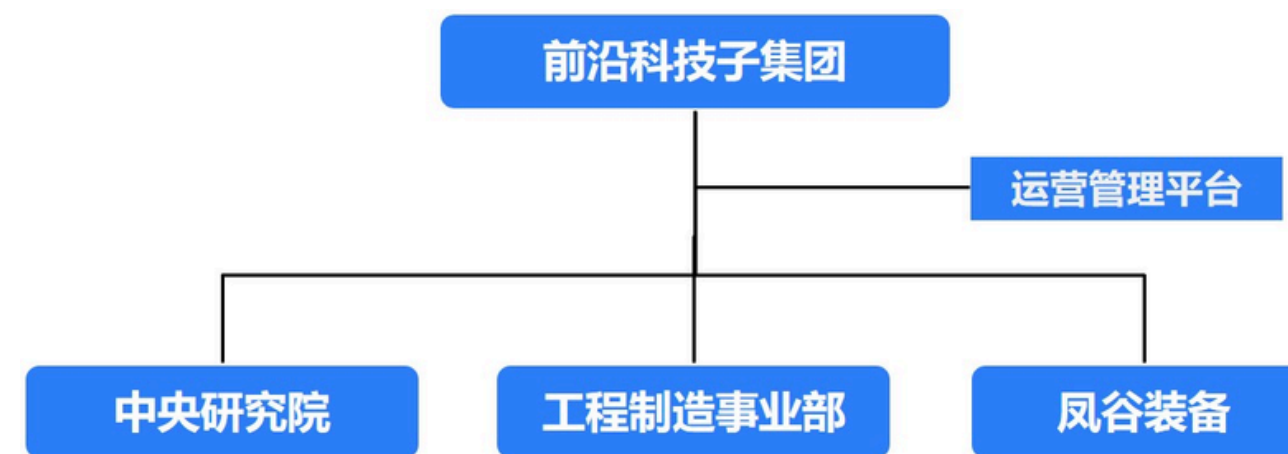 前沿科技子集团
运营管理平台
中央研究院
工程制造事业部
凤谷装备